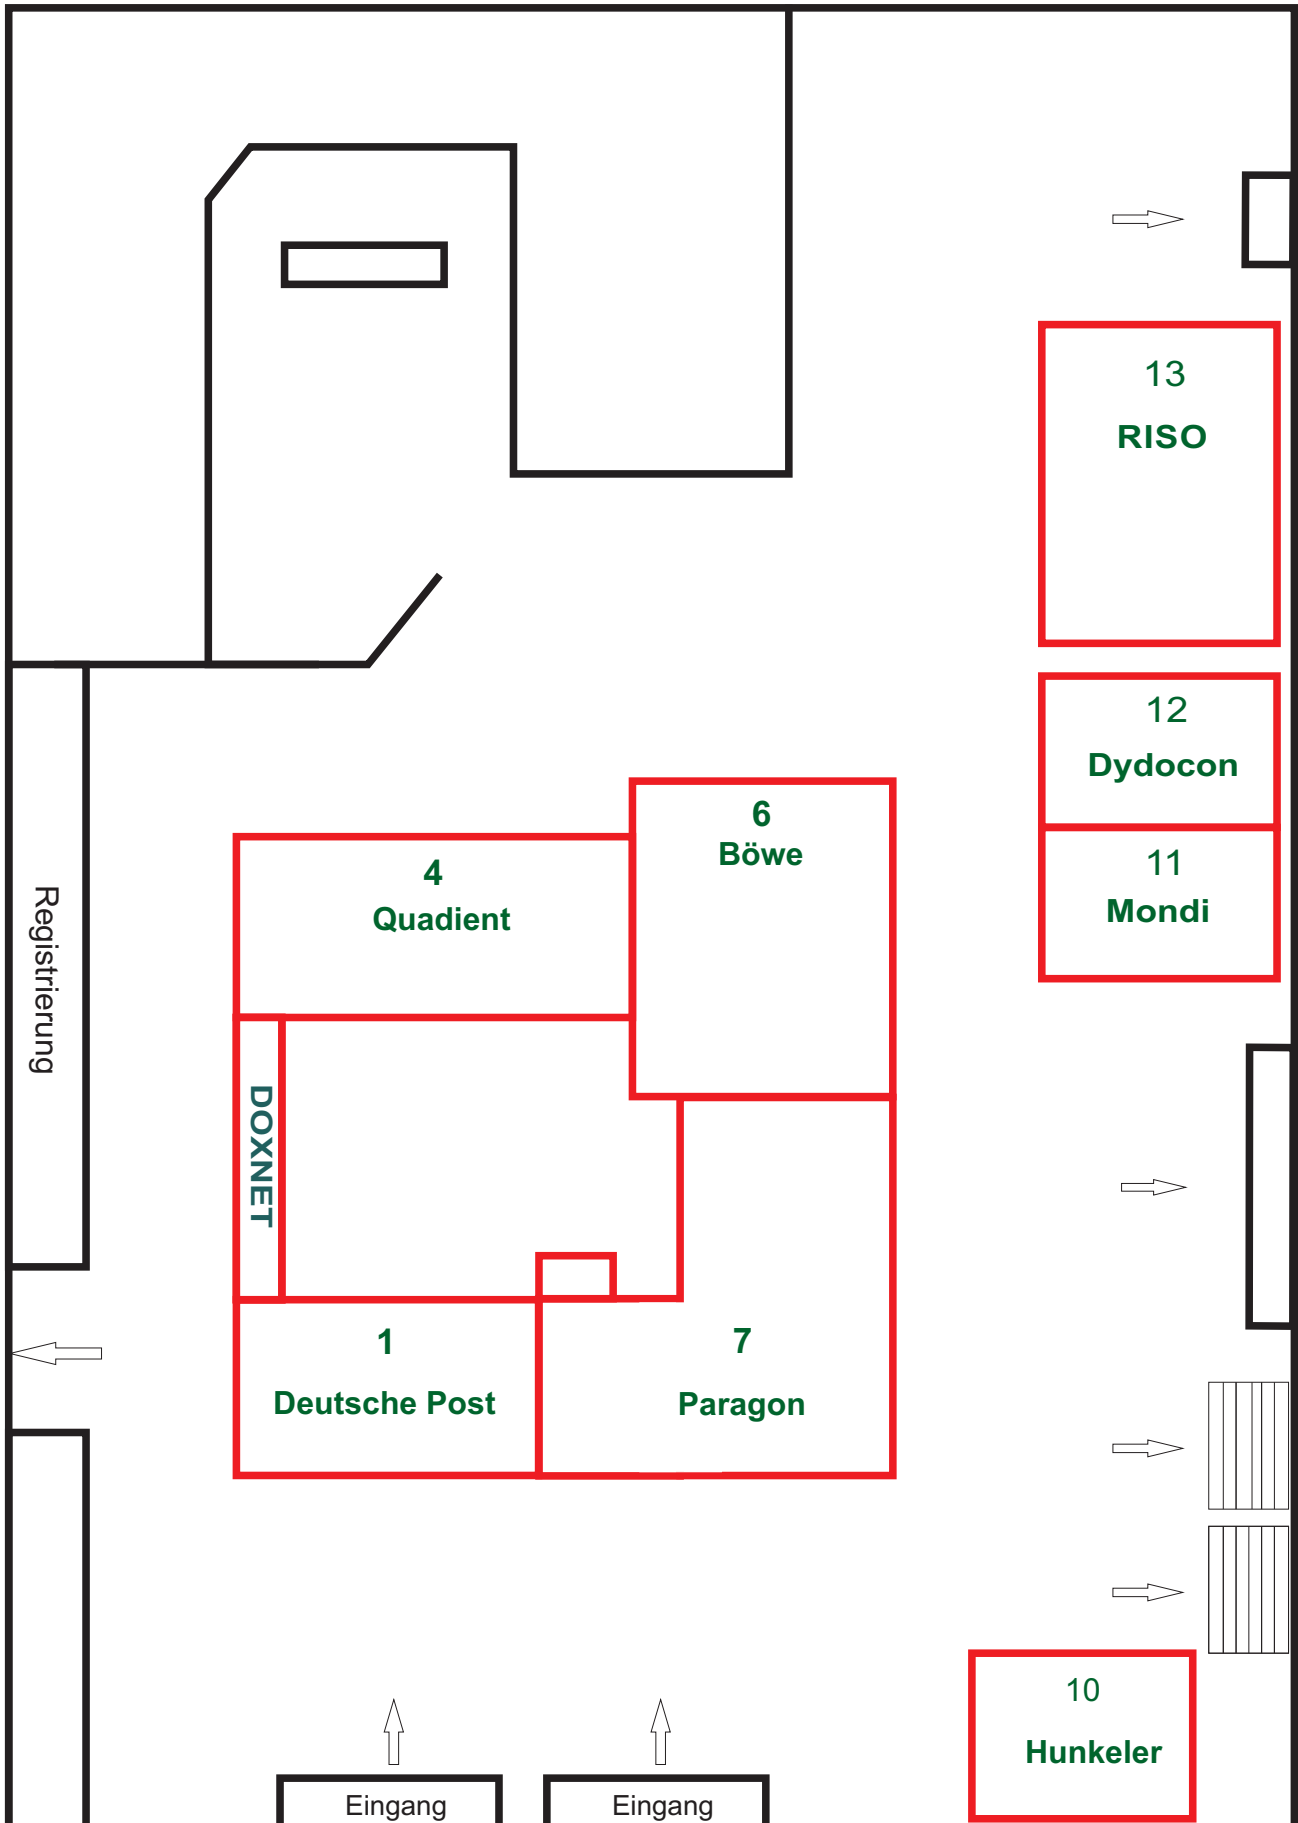 13
RISO
12
Dydocon
6
Böwe
11
Mondi
4
Quadient
Registrierung
DOXNET
1
Deutsche Post
7
Paragon
10
Hunkeler
Eingang
Eingang